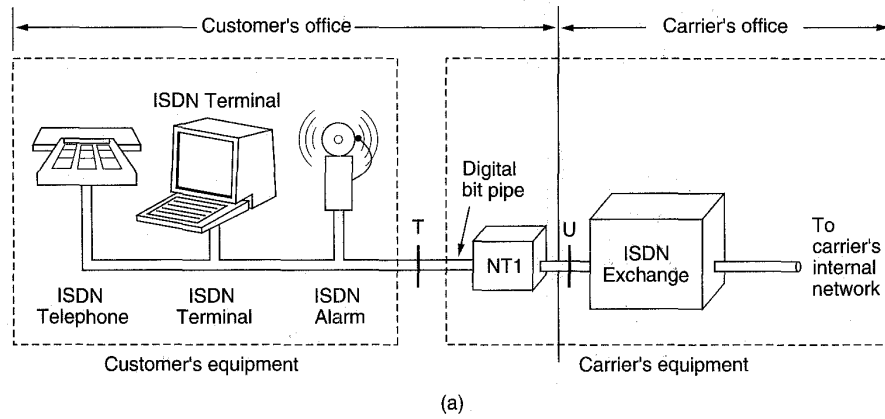 Customer's office
Carrier's office
ISDN Terminal
Digital
bit pipe
T
U
NT1
ISDN
Exchange
To
carrier's
internal
network
ISDN
Telephone
ISDN
Terminal
ISDN
Alarm
Customer's equipment
Carrier's equipment
(a)